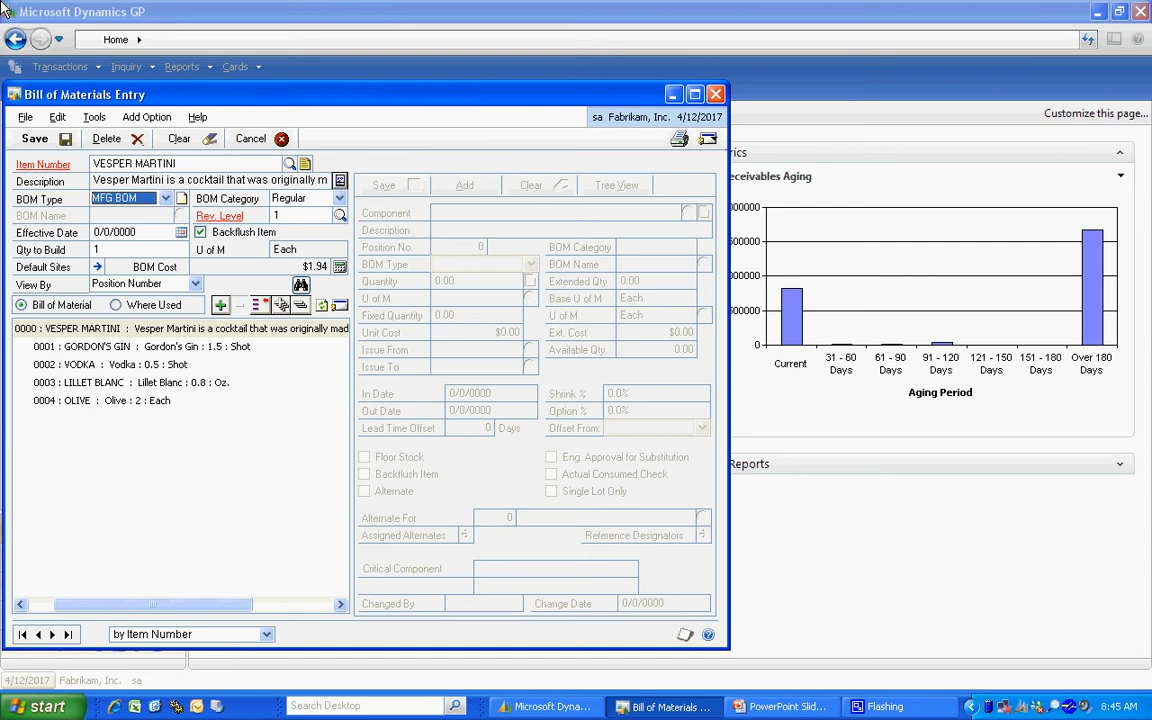 Microsoft Dynamics GP
Home
Transactions Inquiry Reports Cards
Customize this page...
Bill of Materials Entry
File Edit Tools Add Option Help
sa Fabrikam, Inc. 4/12/2017
Save Delete Clear Cancel
Item Number VESPER MARTINI
Description Vesper Martini is a cocktail that was originally m
BOM Type MFG BOM BOM Category Regular
BOM Name Rev. Level 1
Effective Date 0/0/0000 Backflush Item
Qty to Build 1 U of M Each
Default Sites BOM Cost $1.94
View By Position Number
Bill of Material Where Used
0000 : VESPER MARTINI : Vesper Martini is a cocktail that was originally mad
0001 : GORDON'S GIN : Gordon's Gin : 1.5 : Shot
0002 : VODKA : Vodka : 0.5 : Shot
0003 : LILLET BLANC : Lillet Blanc : 0.8 : Oz.
0004 : OLIVE : Olive : 2 : Each
by Item Number
Save Add Clear Tree View
Component
Description
Position No. 0 BOM Category
BOM Type BOM Name
Quantity 0.00 Extended Qty 0.00
U of M Base U of M Each
Fixed Quantity 0.00 U of M Each
Unit Cost $0.00 Ext. Cost $0.00
Issue From Available Qty. 0.00
Issue To
In Date 0/0/0000 Shrink % 0.0%
Out Date 0/0/0000 Option % 0.0%
Lead Time Offset 0 Days Offset From:
Floor Stock Eng. Approval for Substitution
Backflush Item Actual Consumed Check
Alternate Single Lot Only
Alternate For 0
Assigned Alternates Reference Designators
Critical Component
Changed By Change Date 0/0/0000
rics
eceivables Aging
000000
500000
000000
500000
0
Current 31 - 60 Days 61 - 90 Days 91 - 120 Days 121 - 150 Days 151 - 180 Days Over 180 Days
Aging Period
Reports
4/12/2017 Fabrikam, Inc. sa
start Search Desktop Microsoft Dyna... Bill of Materials ... PowerPoint Slid... Flashing 8:45 AM